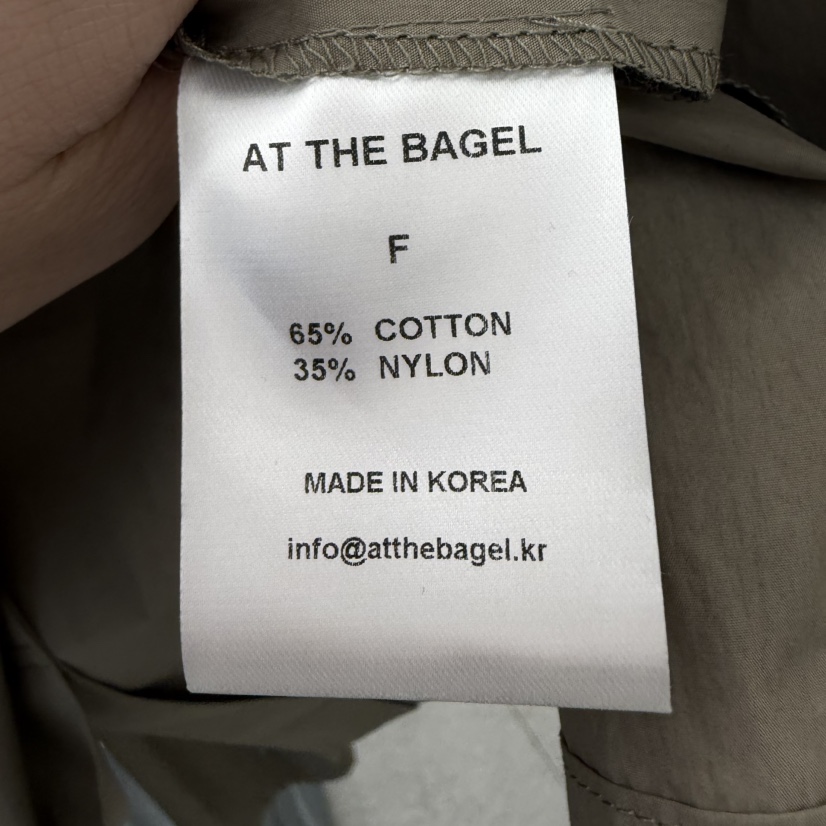 AT THE BAGEL
F
65% COTTON
35% NYLON
MADE IN KOREA
info@atthebagel.kr